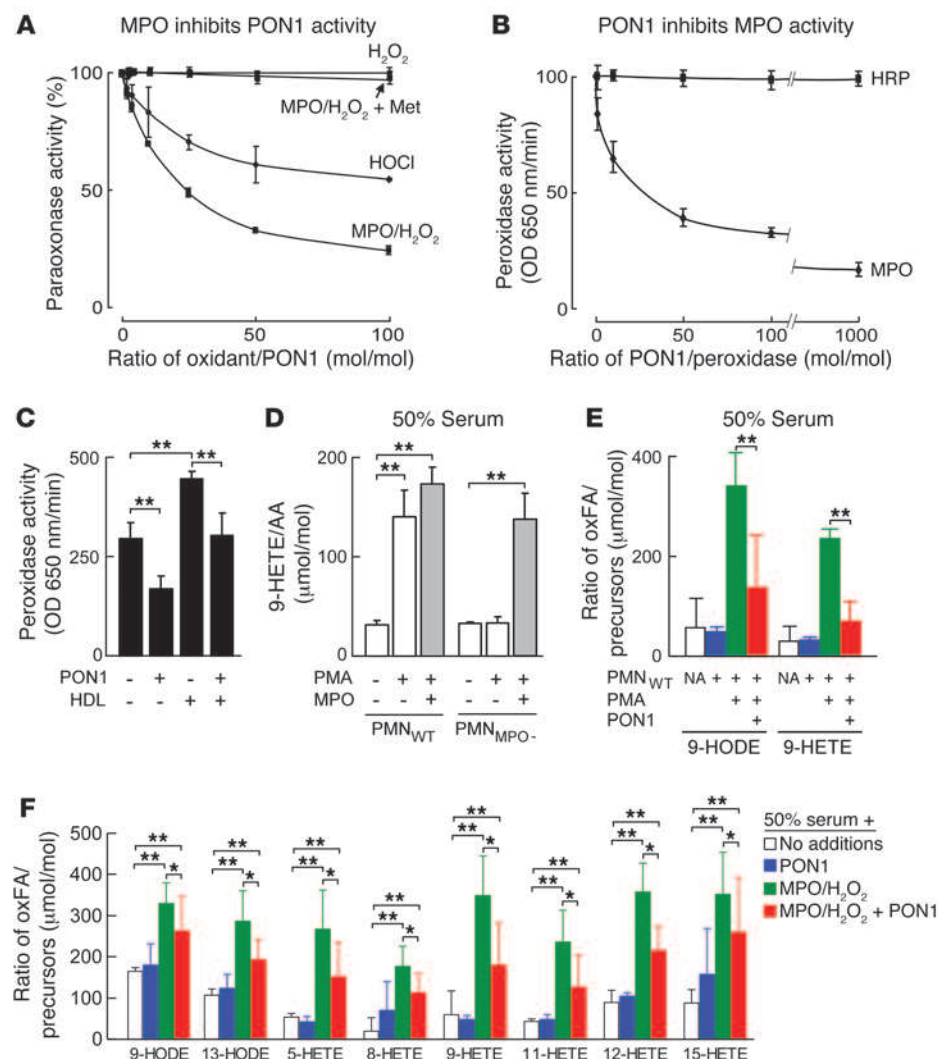 A
MPO inhibits PON1 activity
Paraoxonase activity (%)
100
50
0
H₂O₂
MPO/H₂O₂ + Met
HOCl
MPO/H₂O₂
0 50 100
Ratio of oxidant/PON1 (mol/mol)
B
PON1 inhibits MPO activity
Peroxidase activity
(OD 650 nm/min)
100
50
0
HRP
MPO
0 50 100 1000
Ratio of PON1/peroxidase (mol/mol)
C
Peroxidase activity
(OD 650 nm/min)
500
250
0
** ** ** 
PON1 - + - +
HDL - - + +
D
50% Serum
9-HETE/AA
(μmol/mol)
200
100
0
**
** **
PMA - + + - + +
MPO - - + - - +
PMN_WT PMN_MPO-
E
50% Serum
Ratio of oxFA/
precursors (μmol/mol)
400
200
0
**
**
PMN_WT NA + + + NA + + +
PMA + + + +
PON1 + +
9-HODE 9-HETE
F
Ratio of oxFA/
precursors (μmol/mol)
500
400
300
200
100
0
** ** ** ** ** ** ** **
** ** ** ** ** ** ** **
* * * * * * * *
9-HODE 13-HODE 5-HETE 8-HETE 9-HETE 11-HETE 12-HETE 15-HETE
50% serum +
No additions
PON1
MPO/H₂O₂
MPO/H₂O₂ + PON1